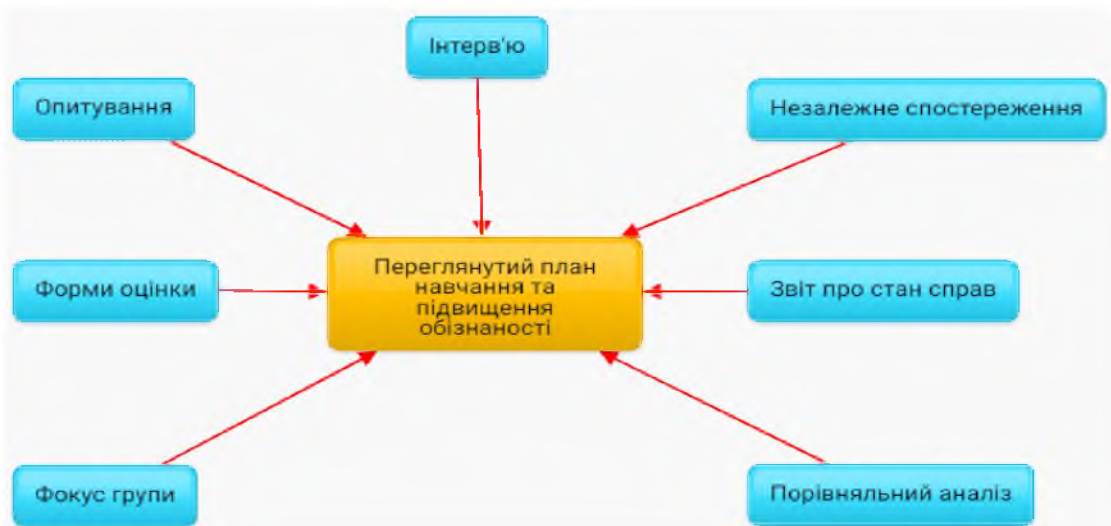 Інтерв'ю
Опитування
Незалежне спостереження
Переглянутий план
навчання та
підвищення
обізнаності
Форми оцінки
Звіт про стан справ
Фокус групи
Порівняльний аналіз